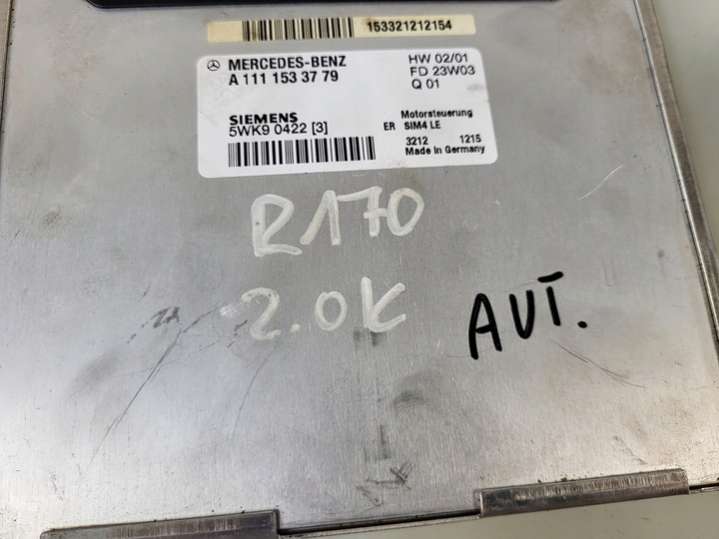 153321212154
MERCEDES-BENZ
A 111 153 37 79
HW 02/01
FD 23W03
Q 01
SIEMENS
5WK9 0422 [3]
ER
Motorsteuerung
SIM4 LE
3212 1215
Made in Germany
R170
2.0K
AUT.